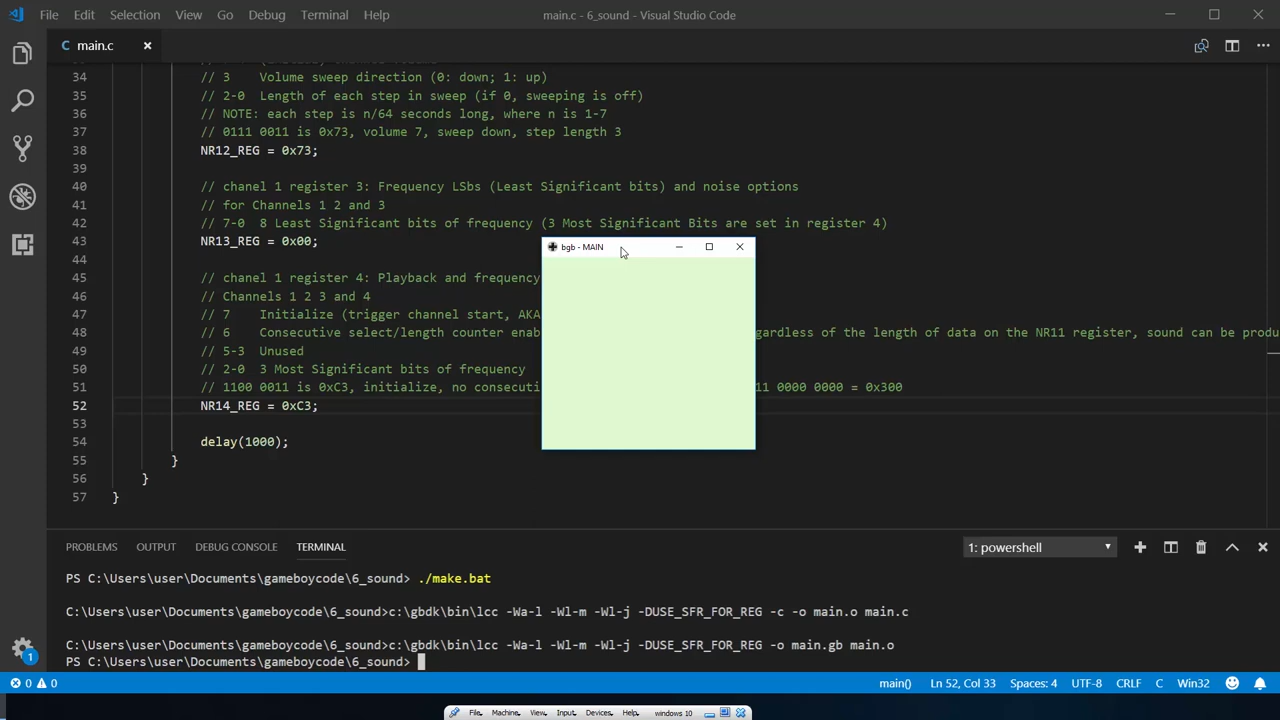 File Edit Selection View Go Debug Terminal Help
main.c - 6_sound - Visual Studio Code
C main.c
34 // 3 Volume sweep direction (0: down; 1: up)
35 // 2-0 Length of each step in sweep (if 0, sweeping is off)
36 // NOTE: each step is n/64 seconds long, where n is 1-7
37 // 0111 0011 is 0x73, volume 7, sweep down, step length 3
38 NR12_REG = 0x73;
39
40 // chanel 1 register 3: Frequency LSbs (Least Significant bits) and noise options
41 // for Channels 1 2 and 3
42 // 7-0 8 Least Significant bits of frequency (3 Most Significant Bits are set in register 4)
43 NR13_REG = 0x00;
44
45 // chanel 1 register 4: Playback and frequency
46 // Channels 1 2 3 and 4
47 // 7 Initialize (trigger channel start, AKA
48 // 6 Consecutive select/length counter enab gardless of the length of data on the NR11 register, sound can be produ
49 // 5-3 Unused
50 // 2-0 3 Most Significant bits of frequency
51 // 1100 0011 is 0xC3, initialize, no consecuti 11 0000 0000 = 0x300
52 NR14_REG = 0xC3;
53
54 delay(1000);
55 }
56 }
57 }
bgb - MAIN
PROBLEMS OUTPUT DEBUG CONSOLE TERMINAL 1: powershell
PS C:\Users\user\Documents\gameboycode\6_sound> ./make.bat
C:\Users\user\Documents\gameboycode\6_sound>c:\gbdk\bin\lcc -Wa-l -Wl-m -Wl-j -DUSE_SFR_FOR_REG -c -o main.o main.c
C:\Users\user\Documents\gameboycode\6_sound>c:\gbdk\bin\lcc -Wa-l -Wl-m -Wl-j -DUSE_SFR_FOR_REG -o main.gb main.o
PS C:\Users\user\Documents\gameboycode\6_sound>
1
0 0 main() Ln 52, Col 33 Spaces: 4 UTF-8 CRLF C Win32
File Machine View Input Devices Help windows 10